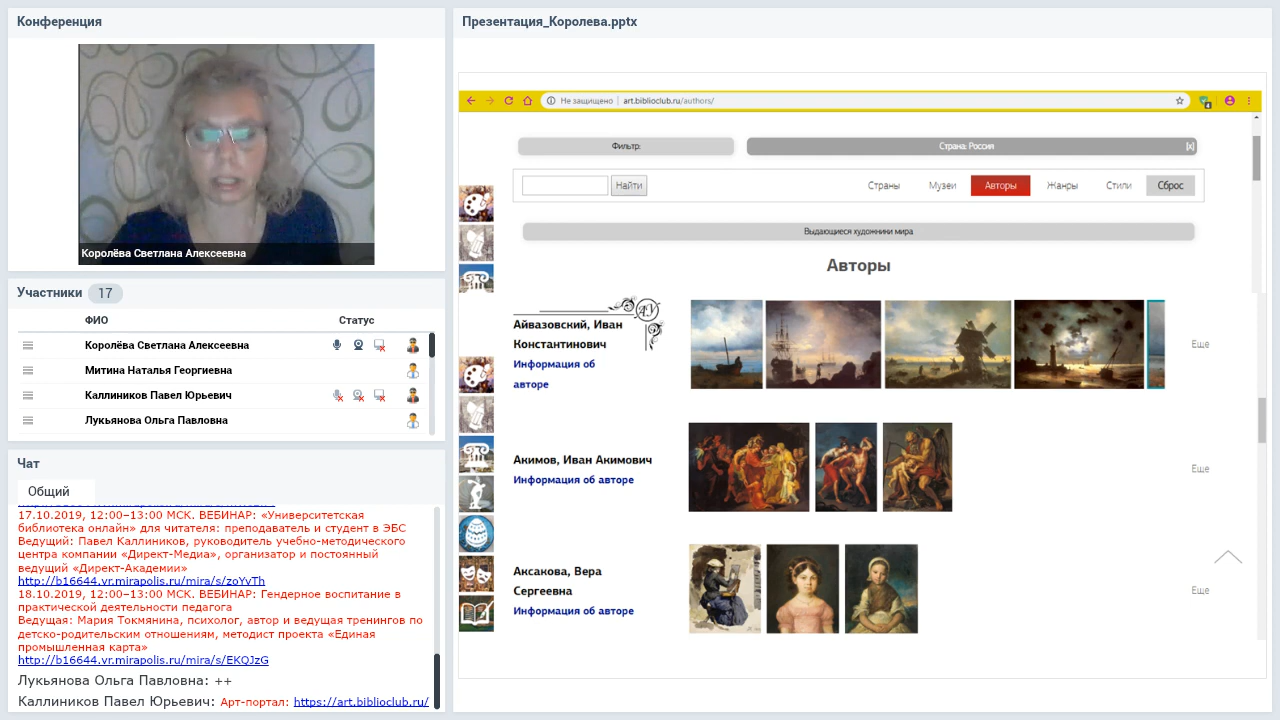 Конференция
Королёва Светлана Алексеевна
Участники 17
ФИО Статус
Королёва Светлана Алексеевна
Митина Наталья Георгиевна
Каллиников Павел Юрьевич
Лукьянова Ольга Павловна
Чат
Общий
17.10.2019, 12:00–13:00 МСК. ВЕБИНАР: «Университетская
библиотека онлайн» для читателя: преподаватель и студент в ЭБС
Ведущий: Павел Каллиников, руководитель учебно-методического
центра компании «Директ-Медиа», организатор и постоянный
ведущий «Директ-Академии»
http://b16644.vr.mirapolis.ru/mira/s/zoYvTh
18.10.2019, 12:00–13:00 МСК. ВЕБИНАР: Гендерное воспитание в
практической деятельности педагога
Ведущая: Мария Токмянина, психолог, автор и ведущая тренингов по
детско-родительским отношениям, методист проекта «Единая
промышленная карта»
http://b16644.vr.mirapolis.ru/mira/s/EKQJzG
Лукьянова Ольга Павловна: ++
Каллиников Павел Юрьевич: Арт-портал: https://art.biblioclub.ru/
Презентация_Королева.pptx
Не защищено art.biblioclub.ru/authors/
4
Фильтр: Страна: Россия [x]
Найти Страны Музеи Авторы Жанры Стили Сброс
Выдающиеся художники мира
Авторы
АУ
Айвазовский, Иван
Константинович
Информация об
авторе
Еще
Акимов, Иван Акимович
Информация об авторе
Еще
Аксакова, Вера
Сергеевна
Информация об авторе
Еще